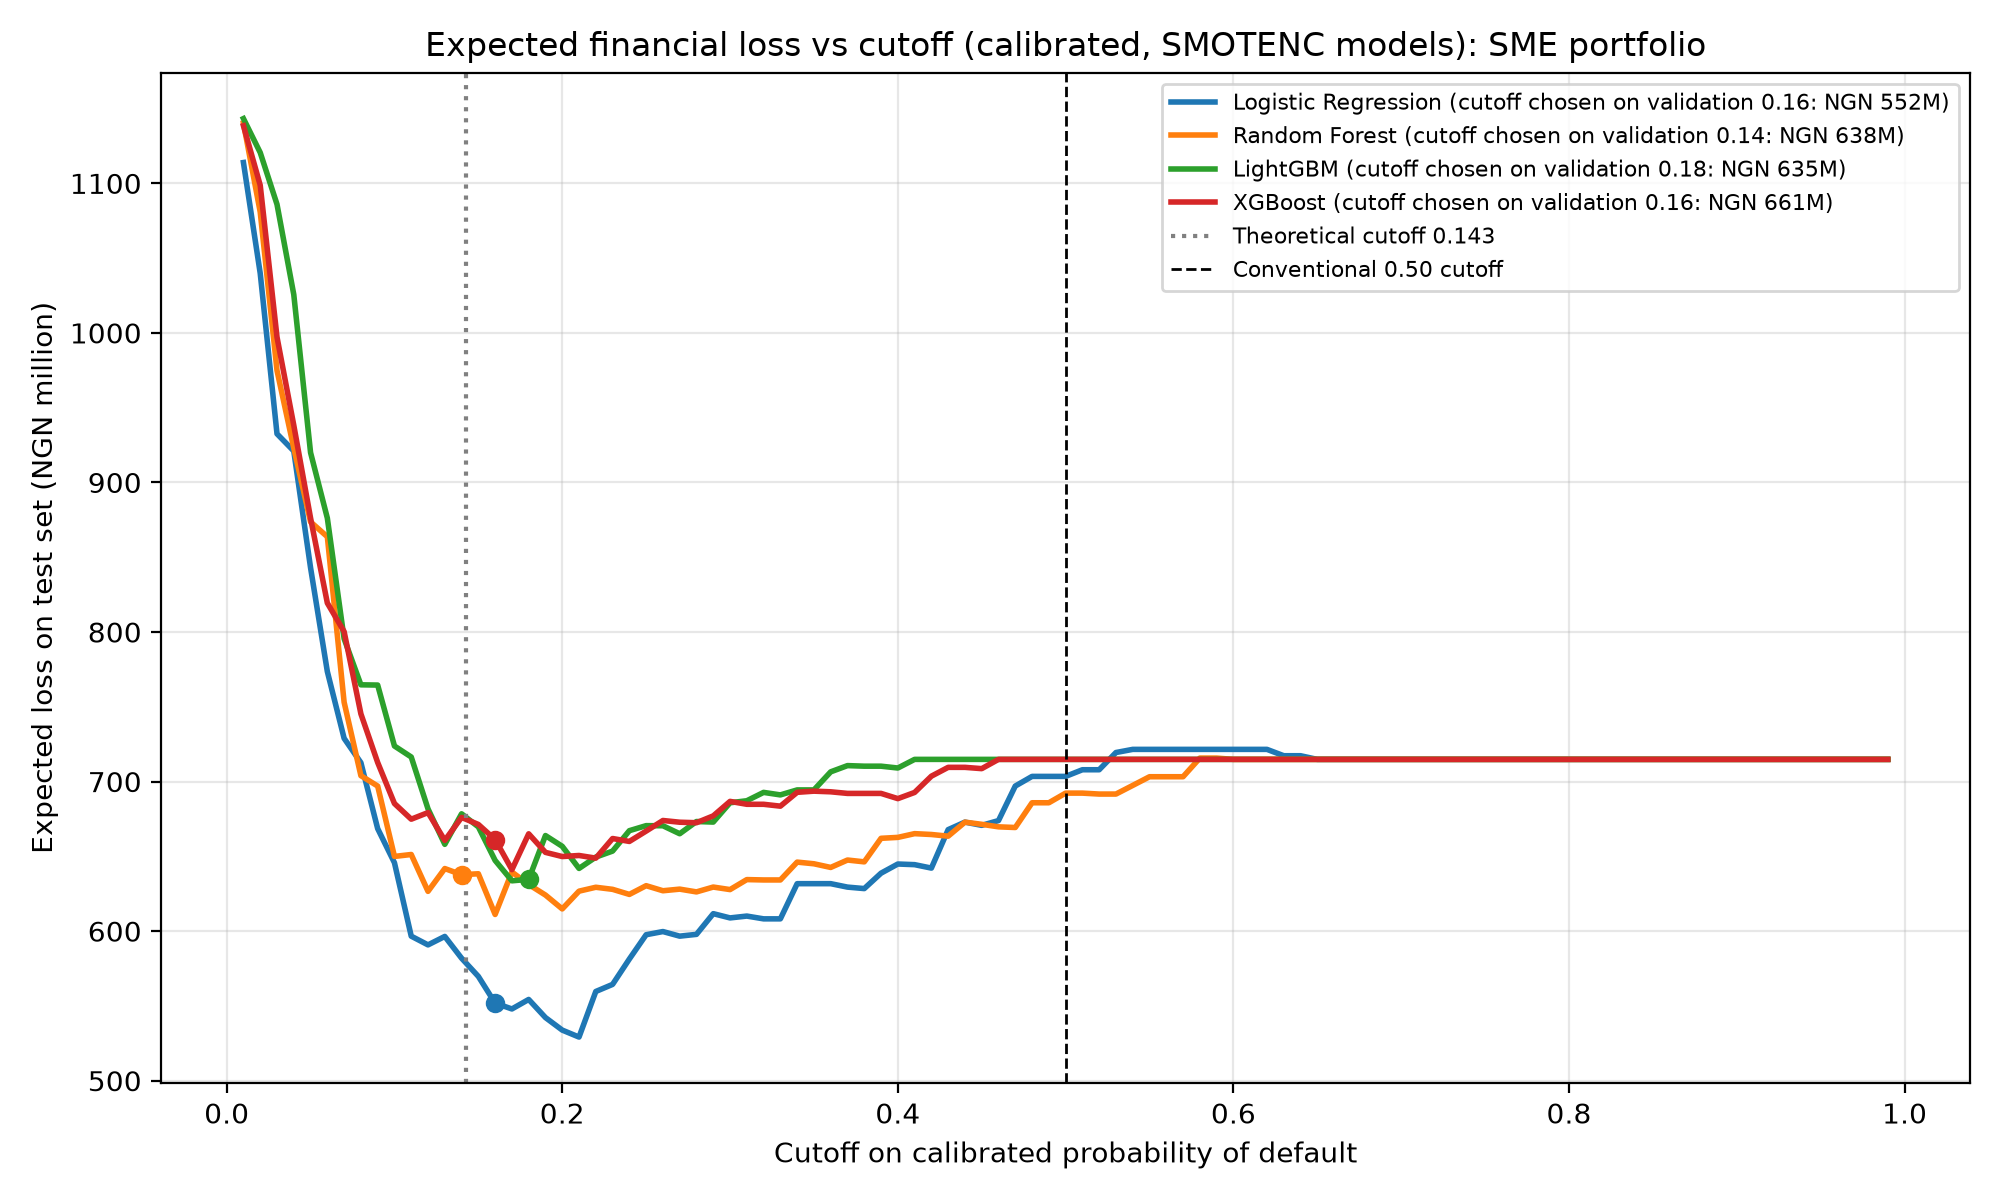 Expected financial loss vs cutoff (calibrated, SMOTENC models): SME portfolio
Logistic Regression (cutoff chosen on validation 0.16: NGN 552M)
Random Forest (cutoff chosen on validation 0.14: NGN 638M)
LightGBM (cutoff chosen on validation 0.18: NGN 635M)
XGBoost (cutoff chosen on validation 0.16: NGN 661M)
Theoretical cutoff 0.143
Conventional 0.50 cutoff
Expected loss on test set (NGN million)
1100
1000
900
800
700
600
500
0.0 0.2 0.4 0.6 0.8 1.0
Cutoff on calibrated probability of default